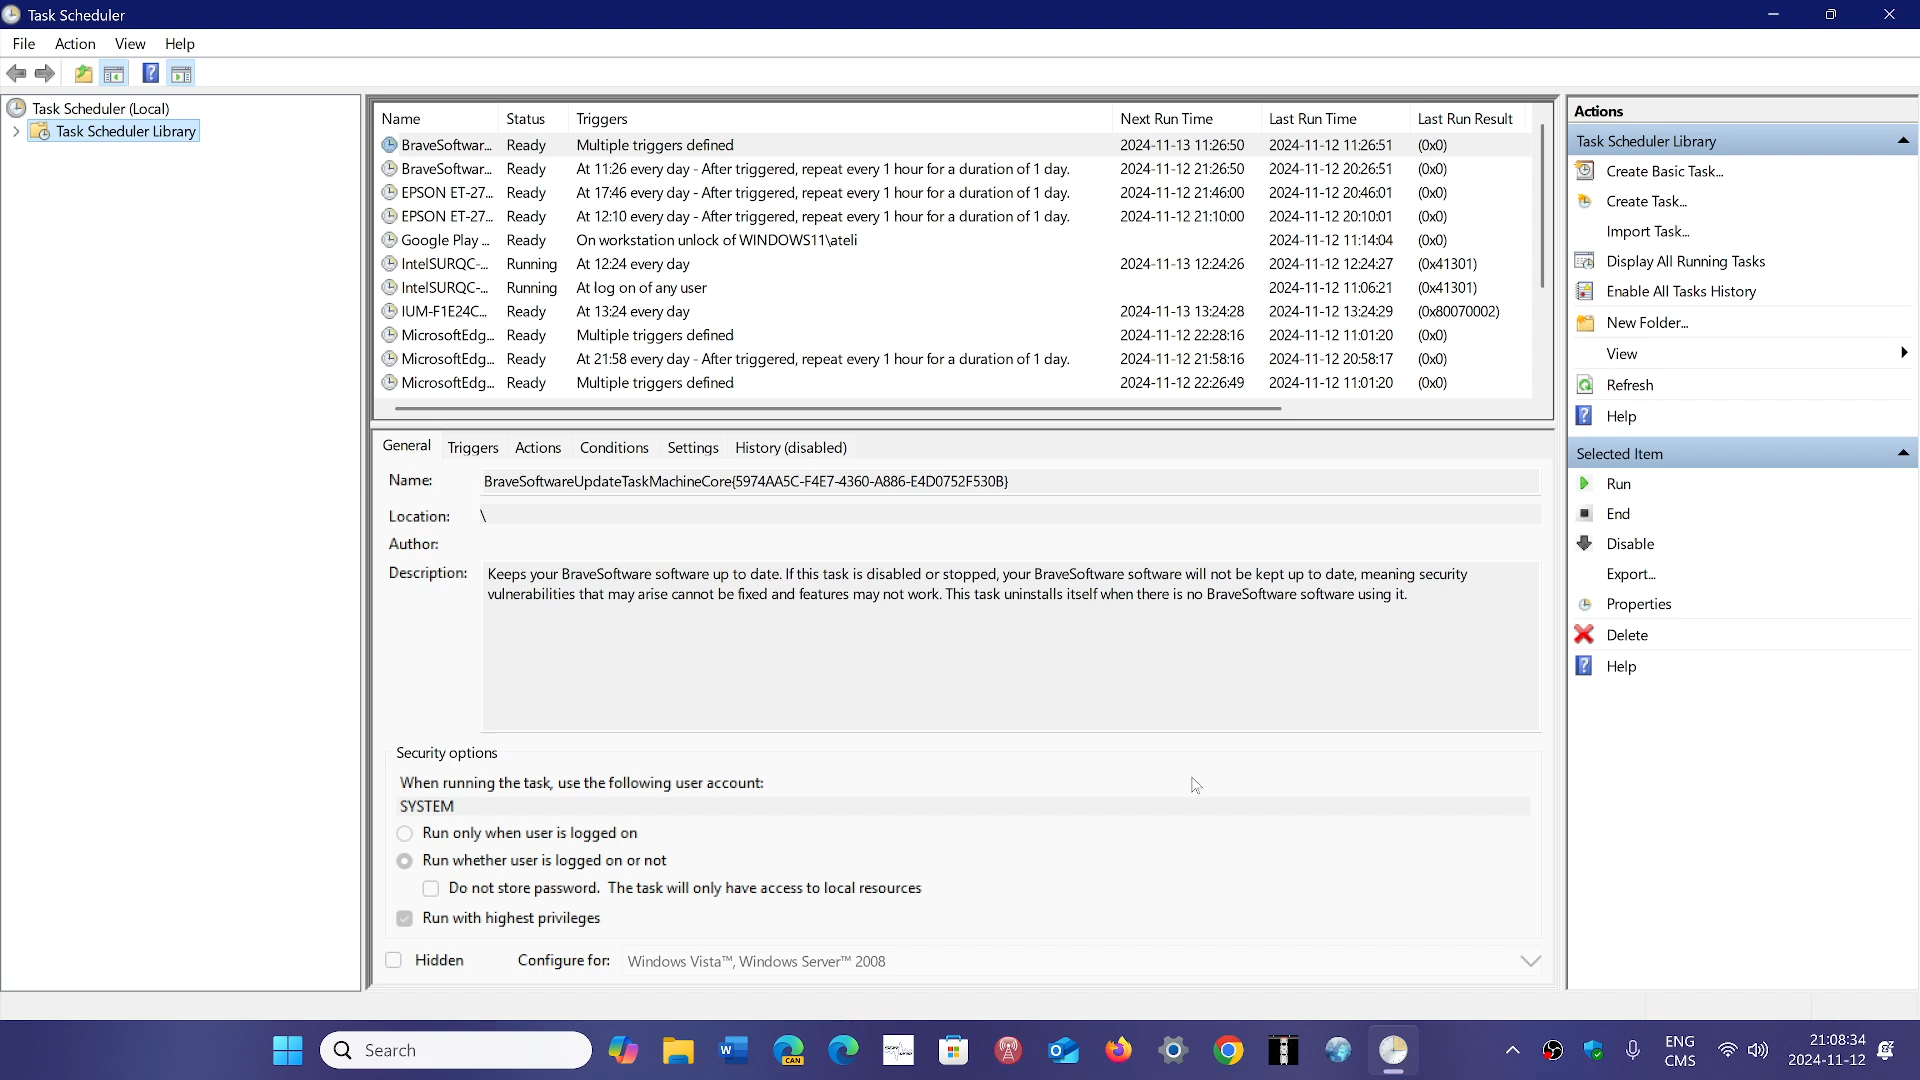 Task Scheduler
File Action View Help
Task Scheduler (Local)
Task Scheduler Library
Name Status Triggers Next Run Time Last Run Time Last Run Result
BraveSoftwar... Ready Multiple triggers defined 2024-11-13 11:26:50 2024-11-12 11:26:51 (0x0)
BraveSoftwar... Ready At 11:26 every day - After triggered, repeat every 1 hour for a duration of 1 day. 2024-11-12 21:26:50 2024-11-12 20:26:51 (0x0)
EPSON ET-27... Ready At 17:46 every day - After triggered, repeat every 1 hour for a duration of 1 day. 2024-11-12 21:46:00 2024-11-12 20:46:01 (0x0)
EPSON ET-27... Ready At 12:10 every day - After triggered, repeat every 1 hour for a duration of 1 day. 2024-11-12 21:10:00 2024-11-12 20:10:01 (0x0)
Google Play ... Ready On workstation unlock of WINDOWS11\ateli 2024-11-12 11:14:04 (0x0)
IntelSURQC-... Running At 12:24 every day 2024-11-13 12:24:26 2024-11-12 12:24:27 (0x41301)
IntelSURQC-... Running At log on of any user 2024-11-12 11:06:21 (0x41301)
IUM-F1E24C... Ready At 13:24 every day 2024-11-13 13:24:28 2024-11-12 13:24:29 (0x80070002)
MicrosoftEdg... Ready Multiple triggers defined 2024-11-12 22:28:16 2024-11-12 11:01:20 (0x0)
MicrosoftEdg... Ready At 21:58 every day - After triggered, repeat every 1 hour for a duration of 1 day. 2024-11-12 21:58:16 2024-11-12 20:58:17 (0x0)
MicrosoftEdg... Ready Multiple triggers defined 2024-11-12 22:26:49 2024-11-12 11:01:20 (0x0)
General Triggers Actions Conditions Settings History (disabled)
Name: BraveSoftwareUpdateTaskMachineCore{5974AA5C-F4E7-4360-A886-E4D0752F530B}
Location: \
Author:
Description: Keeps your BraveSoftware software up to date. If this task is disabled or stopped, your BraveSoftware software will not be kept up to date, meaning security
vulnerabilities that may arise cannot be fixed and features may not work. This task uninstalls itself when there is no BraveSoftware software using it.
Security options
When running the task, use the following user account:
SYSTEM
Run only when user is logged on
Run whether user is logged on or not
Do not store password. The task will only have access to local resources
Run with highest privileges
Hidden Configure for: Windows Vista™, Windows Server™ 2008
Actions
Task Scheduler Library
Create Basic Task...
Create Task...
Import Task...
Display All Running Tasks
Enable All Tasks History
New Folder...
View
Refresh
Help
Selected Item
Run
End
Disable
Export...
Properties
Delete
Help
Search
CAN
ENG
CMS
21:08:34
2024-11-12